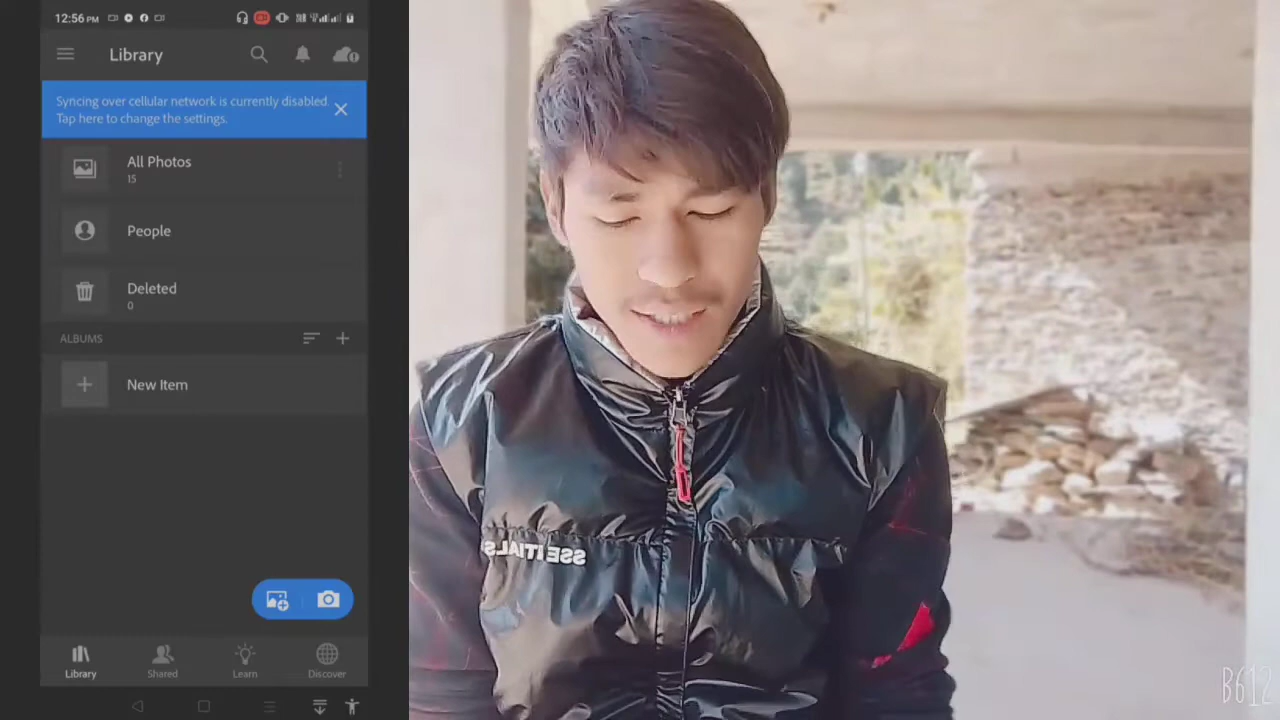 12:56 PM
Library
Syncing over cellular network is currently disabled.
Tap here to change the settings.
All Photos
15
People
Deleted
0
ALBUMS
New Item
Library
Shared
Learn
Discover
SSENTIALS
B612